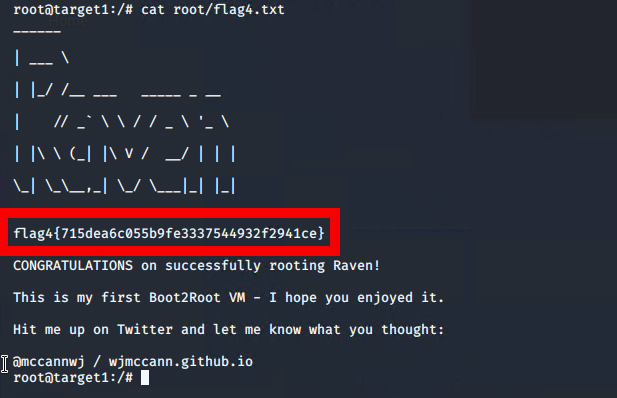 root@target1:/# cat root/flag4.txt
______
| ___ \
| |_/ /__ ___   _____ _ __
|    // _` \ \ / / _ \ '_ \
| |\ \ (_| |\ V /  __/ | | |
\_| \_\__,_| \_/ \___|_| |_|
flag4{715dea6c055b9fe3337544932f2941ce}
CONGRATULATIONS on successfully rooting Raven!
This is my first Boot2Root VM - I hope you enjoyed it.
Hit me up on Twitter and let me know what you thought:
@mccannwj / wjmccann.github.io
root@target1:/#